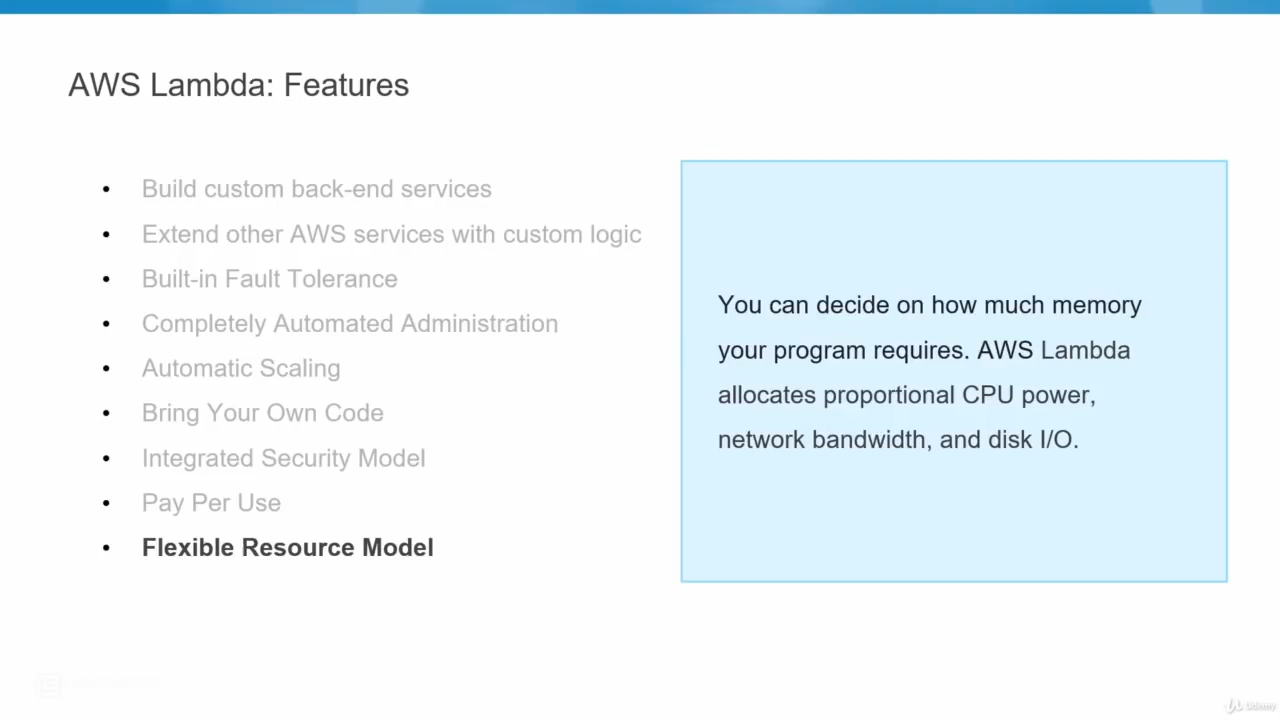 AWS Lambda: Features
• Build custom back-end services
• Extend other AWS services with custom logic
• Built-in Fault Tolerance
• Completely Automated Administration
• Automatic Scaling
• Bring Your Own Code
• Integrated Security Model
• Pay Per Use
• Flexible Resource Model
You can decide on how much memory
your program requires. AWS Lambda
allocates proportional CPU power,
network bandwidth, and disk I/O.
Udemy